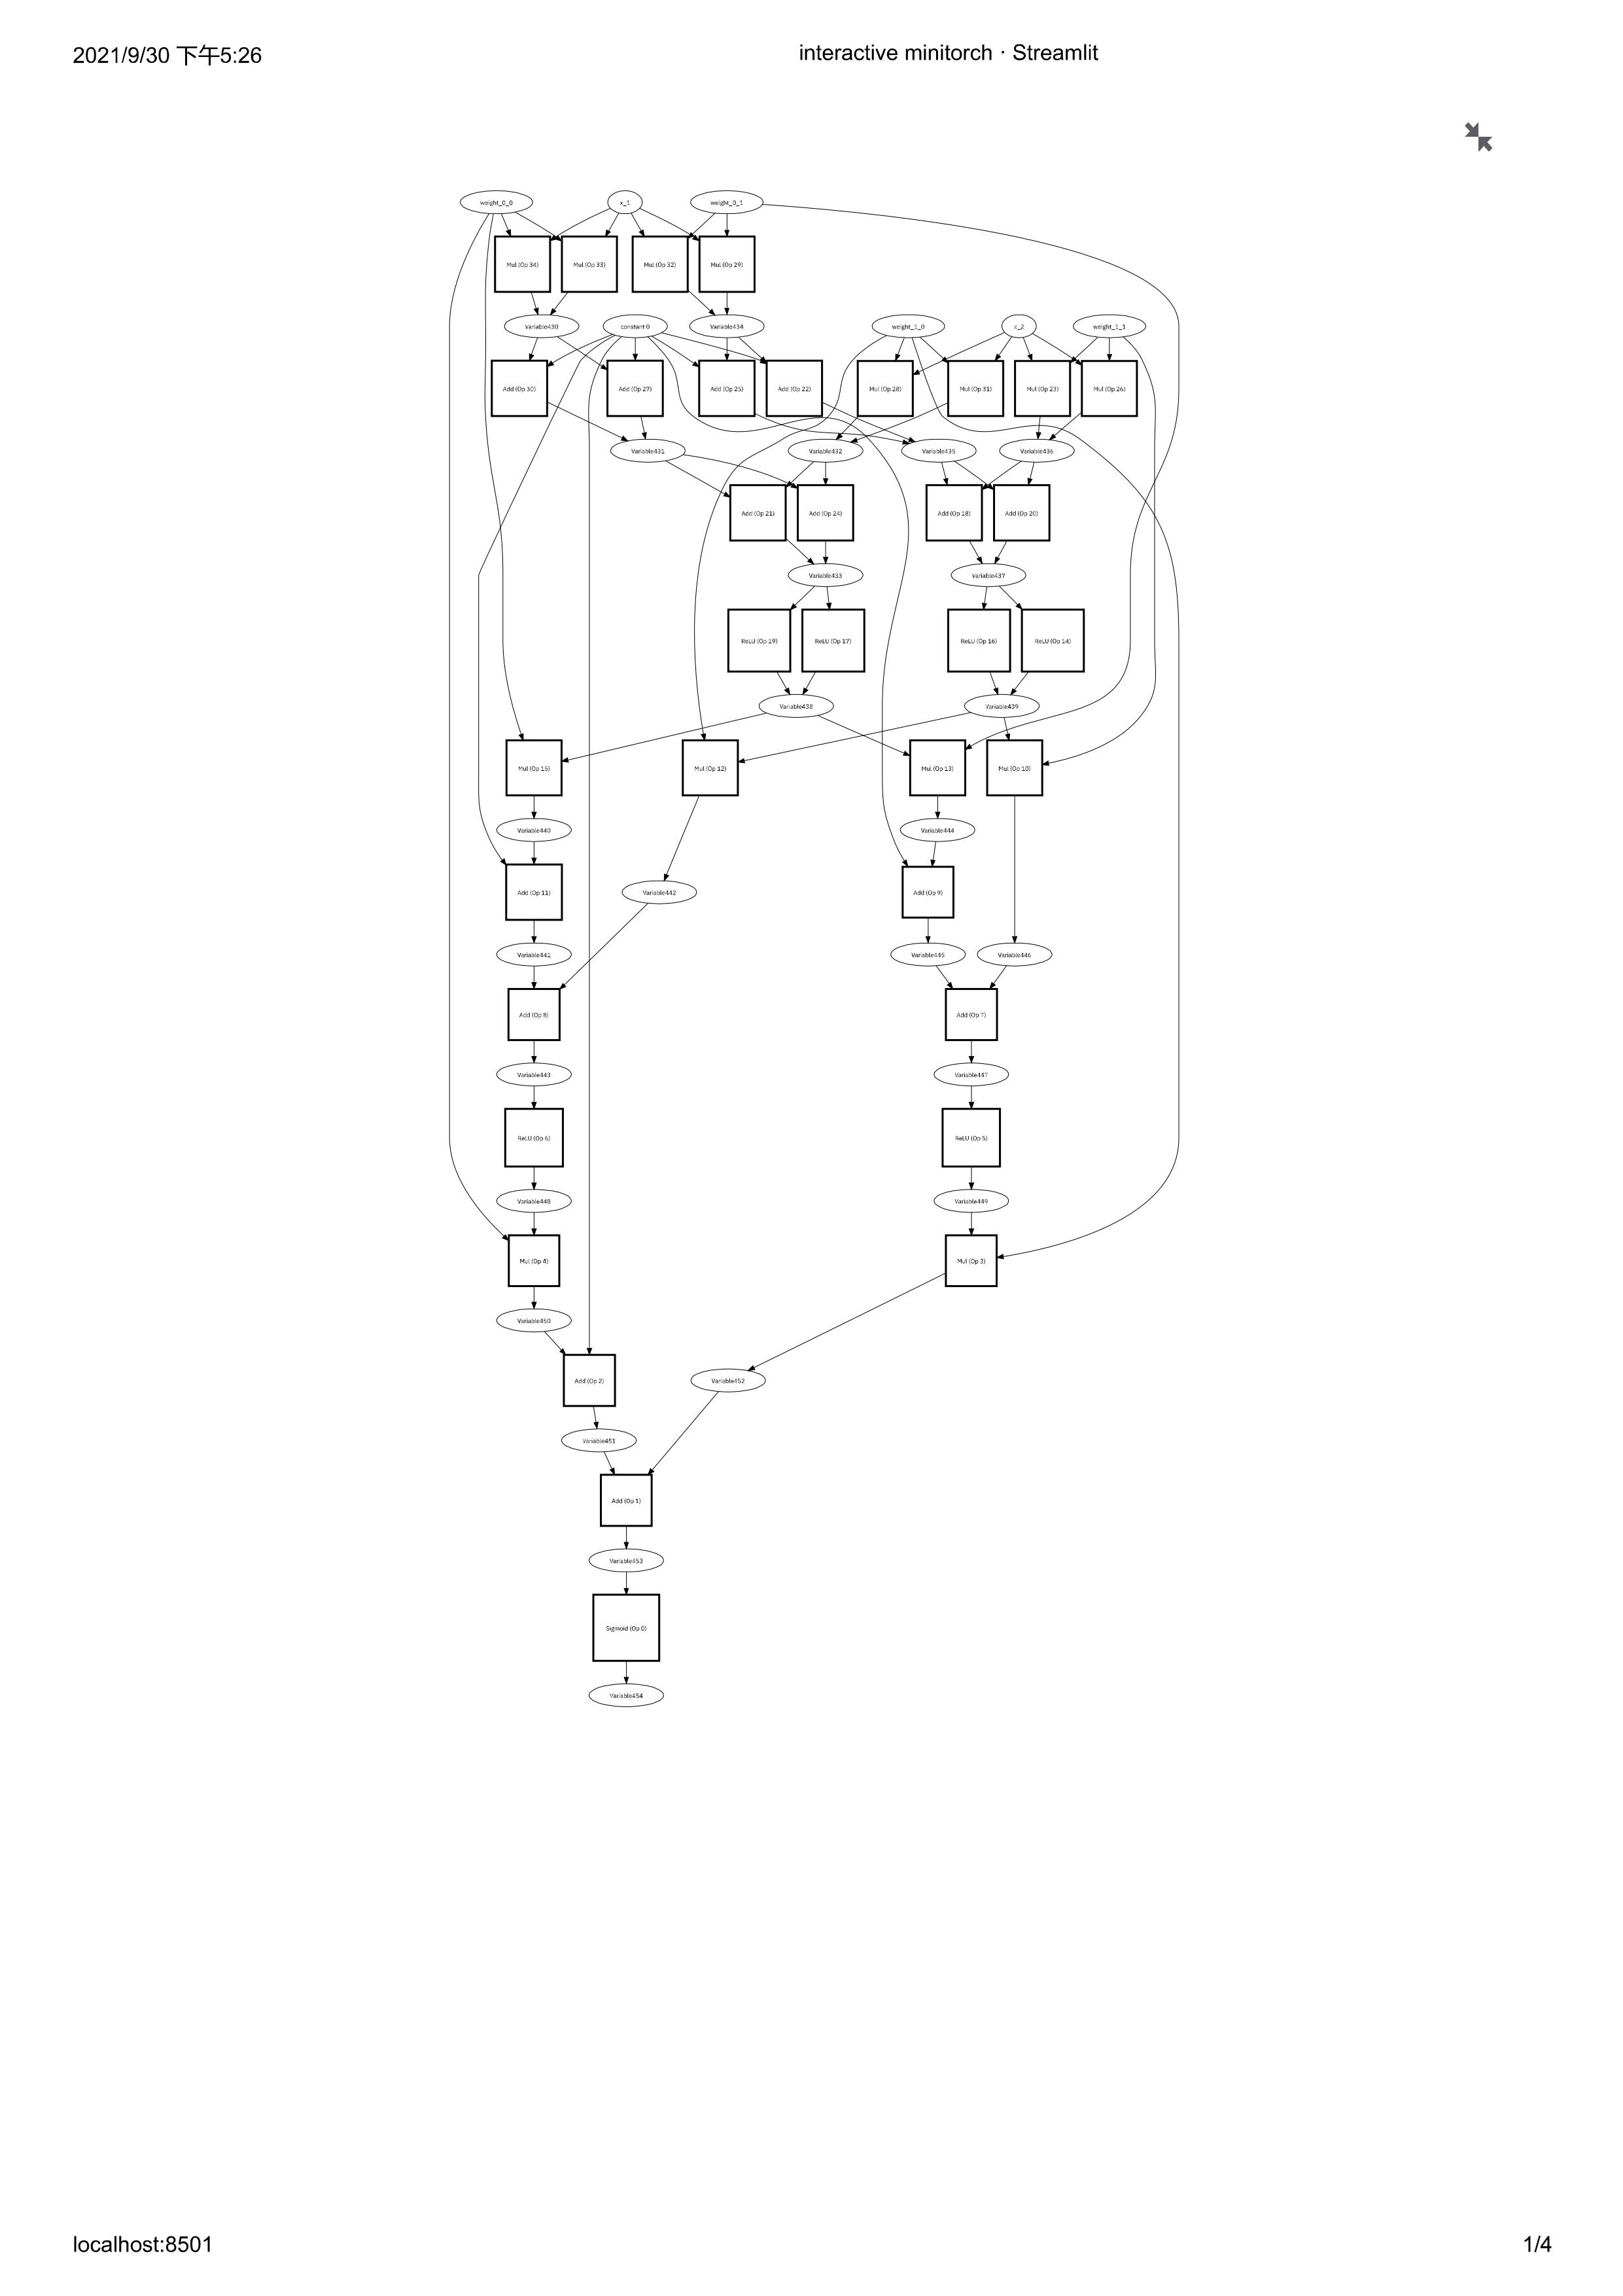 2021/9/30 下午5:26
interactive minitorch · Streamlit
weight_0_0
x_1
weight_0_1
Mul (Op 34)
Mul (Op 33)
Mul (Op 32)
Mul (Op 29)
Variable430
constant 0
Variable434
weight_1_0
x_2
weight_1_1
Add (Op 30)
Add (Op 27)
Add (Op 25)
Add (Op 22)
Mul (Op 28)
Mul (Op 31)
Mul (Op 23)
Mul (Op 26)
Variable431
Variable432
Variable435
Variable436
Add (Op 21)
Add (Op 24)
Add (Op 18)
Add (Op 20)
Variable433
Variable437
ReLU (Op 19)
ReLU (Op 17)
ReLU (Op 16)
ReLU (Op 14)
Variable438
Variable439
Mul (Op 15)
Mul (Op 12)
Mul (Op 13)
Mul (Op 10)
Variable440
Variable444
Add (Op 11)
Variable442
Add (Op 9)
Variable441
Variable445
Variable446
Add (Op 8)
Add (Op 7)
Variable443
Variable447
ReLU (Op 6)
ReLU (Op 5)
Variable448
Variable449
Mul (Op 4)
Mul (Op 3)
Variable450
Add (Op 2)
Variable452
Variable451
Add (Op 1)
Variable453
Sigmoid (Op 0)
Variable454
localhost:8501
1/4